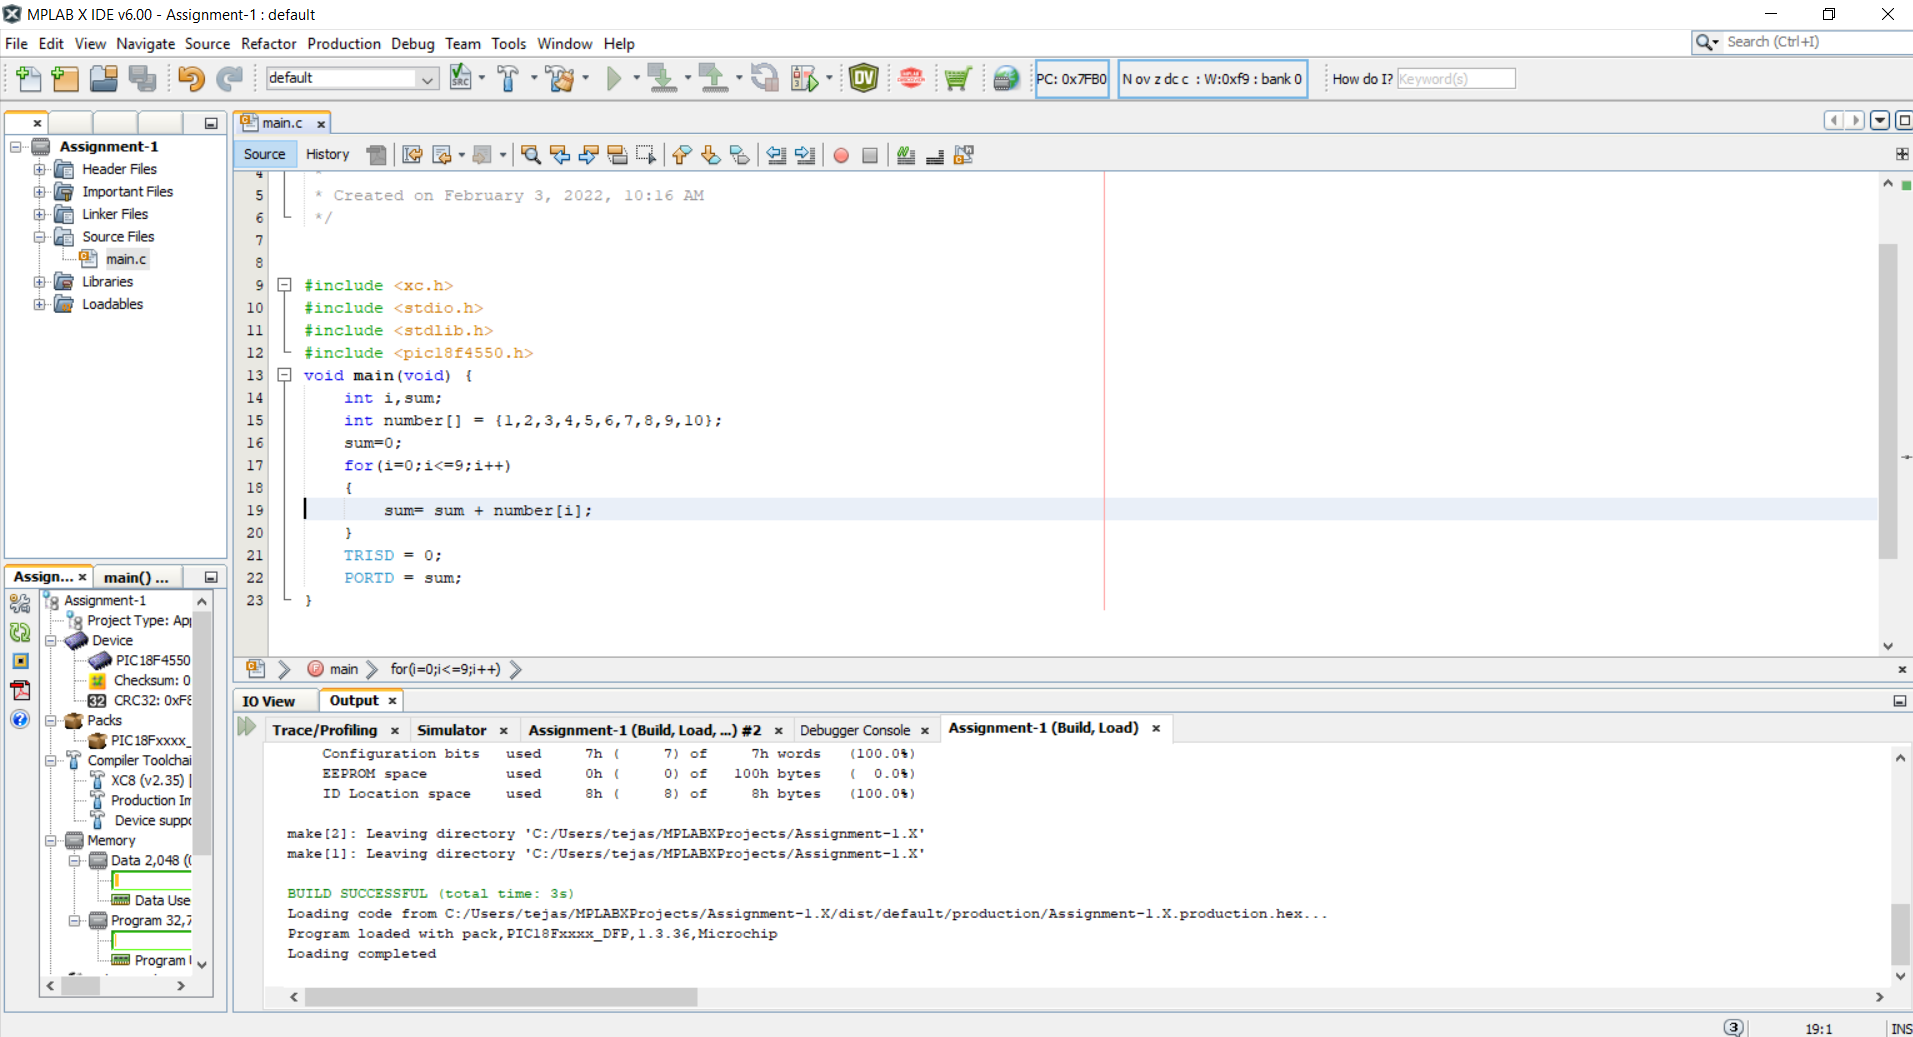 MPLAB X IDE v6.00 - Assignment-1 : default
File Edit View Navigate Source Refactor Production Debug Team Tools Window Help
Search (Ctrl+I)
default
PC: 0x7FB0
N ov z dc c : W:0xf9 : bank 0
How do I? Keyword(s)
Assignment-1
Header Files
Important Files
Linker Files
Source Files
main.c
Libraries
Loadables
main.c
Source History
4 *
5 * Created on February 3, 2022, 10:16 AM
6 */
7
8
9 #include <xc.h>
10 #include <stdio.h>
11 #include <stdlib.h>
12 #include <pic18f4550.h>
13 void main(void) {
14 int i,sum;
15 int number[] = {1,2,3,4,5,6,7,8,9,10};
16 sum=0;
17 for(i=0;i<=9;i++)
18 {
19 sum= sum + number[i];
20 }
21 TRISD = 0;
22 PORTD = sum;
23 }
main for(i=0;i<=9;i++)
Assign... main() ...
Assignment-1
Project Type: App
Device
PIC18F4550
Checksum: 0
CRC32: 0xF8
Packs
PIC18Fxxxx_
Compiler Toolchai
XC8 (v2.35) [
Production Im
Device suppo
Memory
Data 2,048 (0
Data Use
Program 32,7
Program U
IO View Output
Trace/Profiling Simulator Assignment-1 (Build, Load, ...) #2 Debugger Console Assignment-1 (Build, Load)
Configuration bits used 7h ( 7) of 7h words (100.0%)
EEPROM space used 0h ( 0) of 100h bytes ( 0.0%)
ID Location space used 8h ( 8) of 8h bytes (100.0%)
make[2]: Leaving directory 'C:/Users/tejas/MPLABXProjects/Assignment-1.X'
make[1]: Leaving directory 'C:/Users/tejas/MPLABXProjects/Assignment-1.X'
BUILD SUCCESSFUL (total time: 3s)
Loading code from C:/Users/tejas/MPLABXProjects/Assignment-1.X/dist/default/production/Assignment-1.X.production.hex...
Program loaded with pack,PIC18Fxxxx_DFP,1.3.36,Microchip
Loading completed
3 19:1 INS